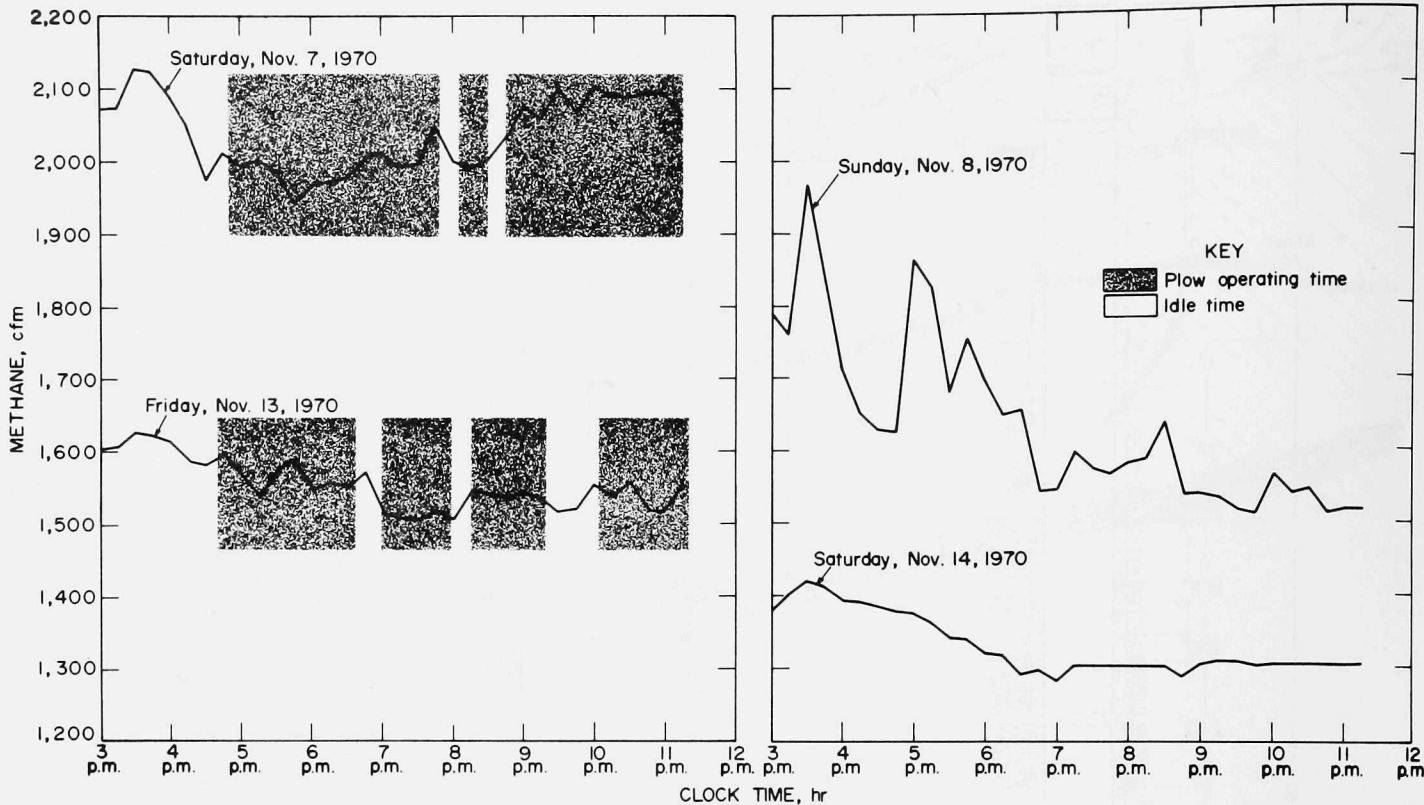 2,200
2,100
2,000
1,900
1,800
1,700
1,600
1,500
1,400
1,300
1,200
METHANE, cfm
Saturday, Nov. 7, 1970
Friday, Nov. 13, 1970
Sunday, Nov. 8, 1970
KEY
Plow operating time
Idle time
Saturday, Nov. 14, 1970
3 4 5 6 7 8 9 10 11 12 3 4 5 6 7 8 9 10 11 12
p.m. p.m. p.m. p.m. p.m. p.m. p.m. p.m. p.m. p.m. p.m. p.m p.m. p.m. p.m. p.m. p.m. p.m. p.m. p.m
CLOCK TIME, hr